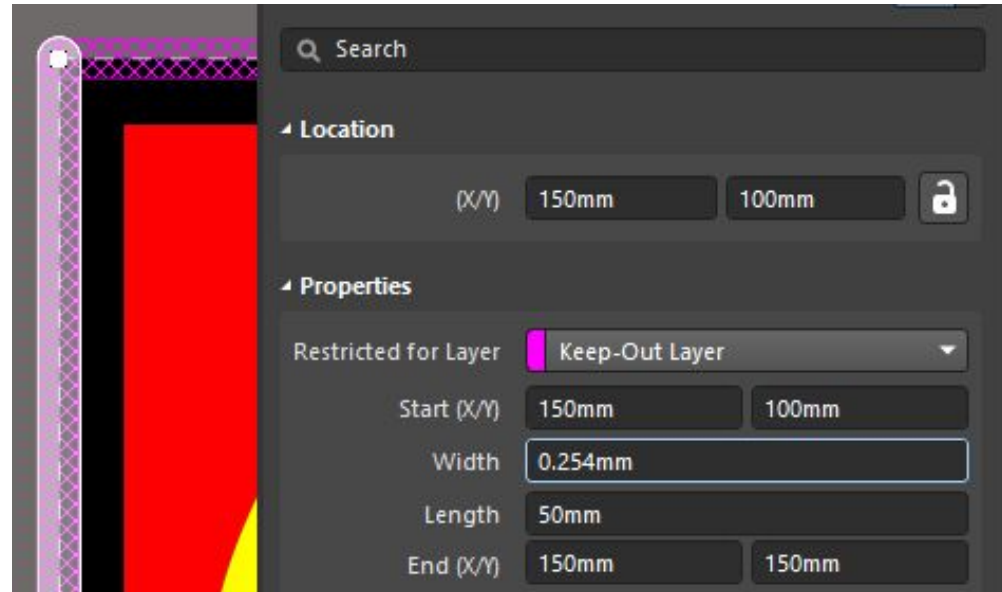 Search
Location
(X/Y) 150mm 100mm
Properties
Restricted for Layer Keep-Out Layer
Start (X/Y) 150mm 100mm
Width 0.254mm
Length 50mm
End (X/Y) 150mm 150mm